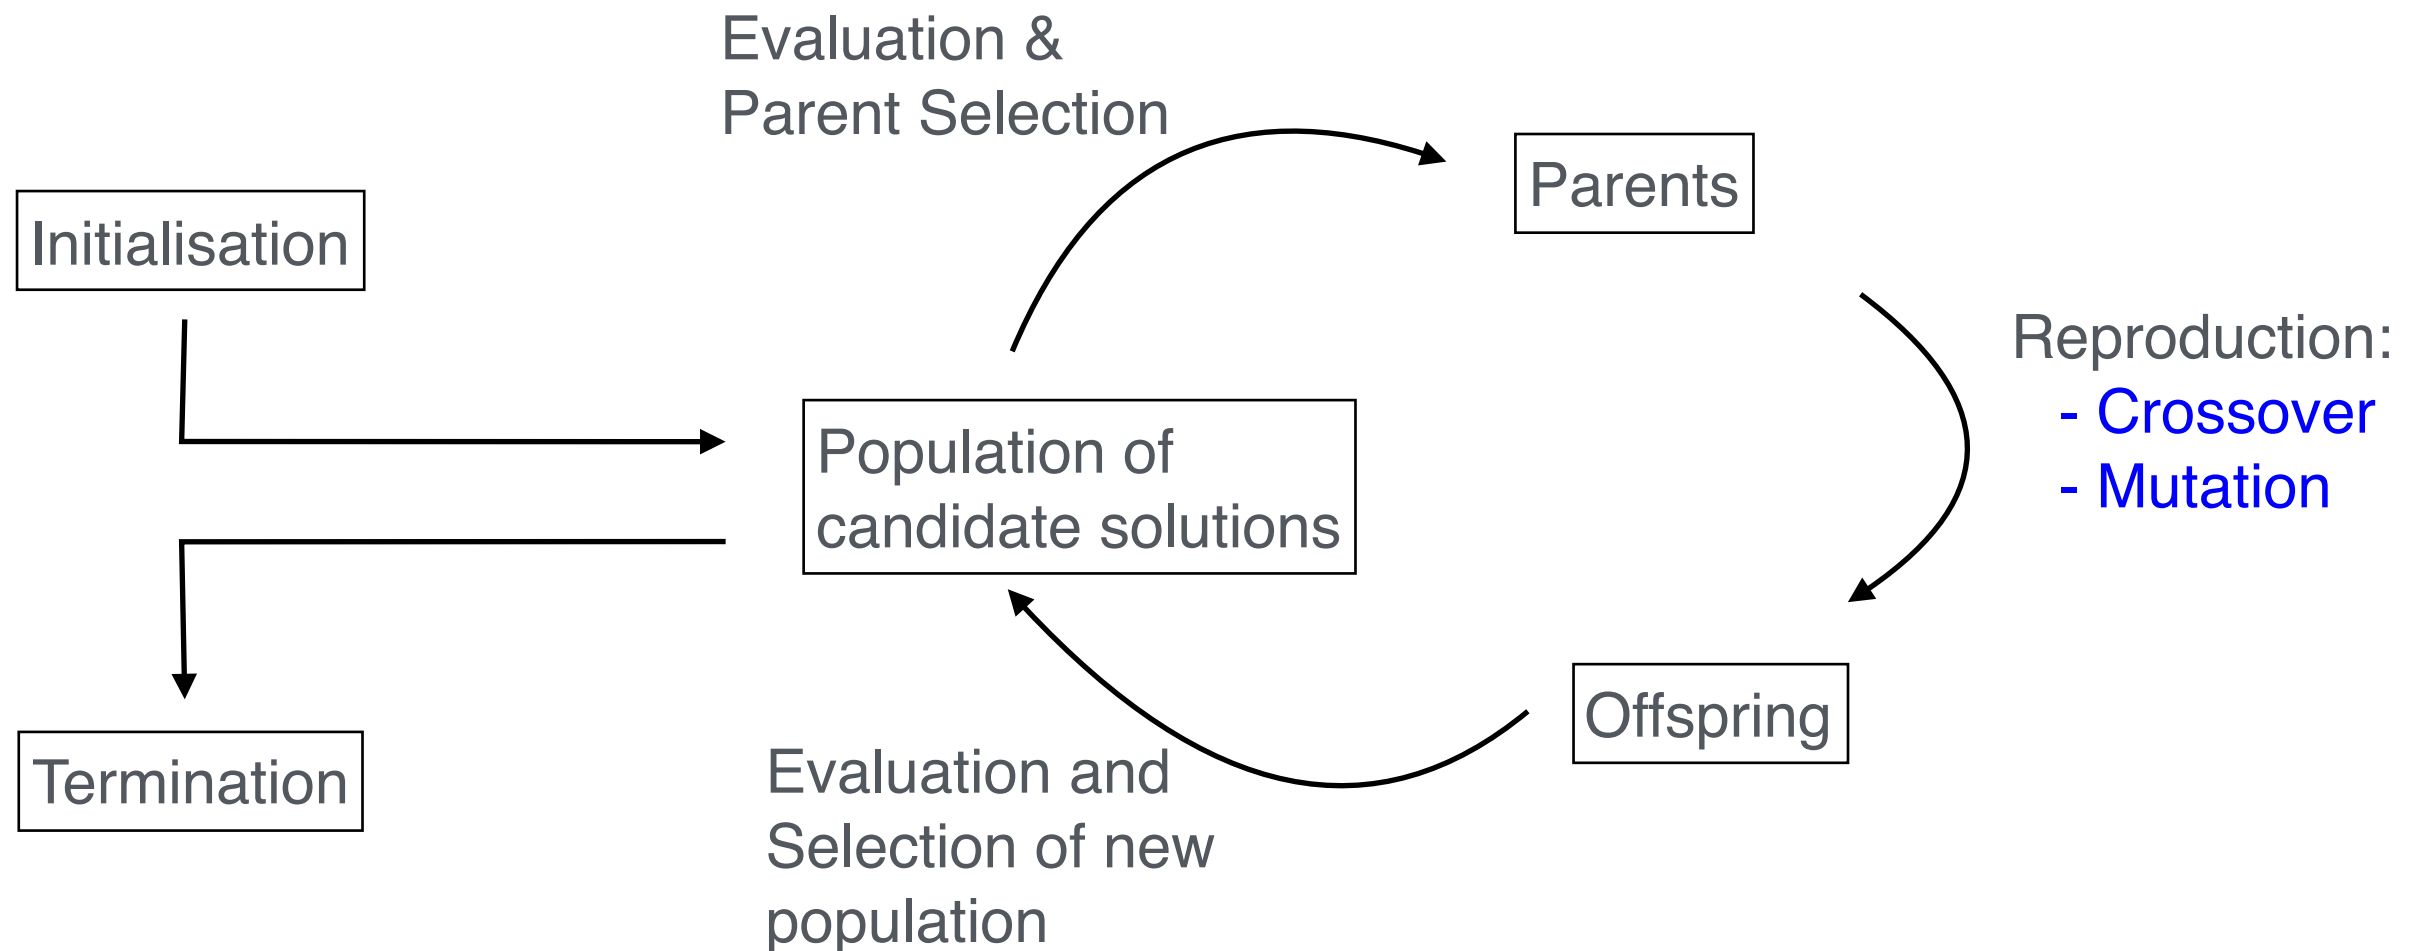 Evaluation &
Parent Selection
Parents
Initialisation
Reproduction:
- Crossover
- Mutation
Population of
candidate solutions
Offspring
Termination
Evaluation and
Selection of new
population